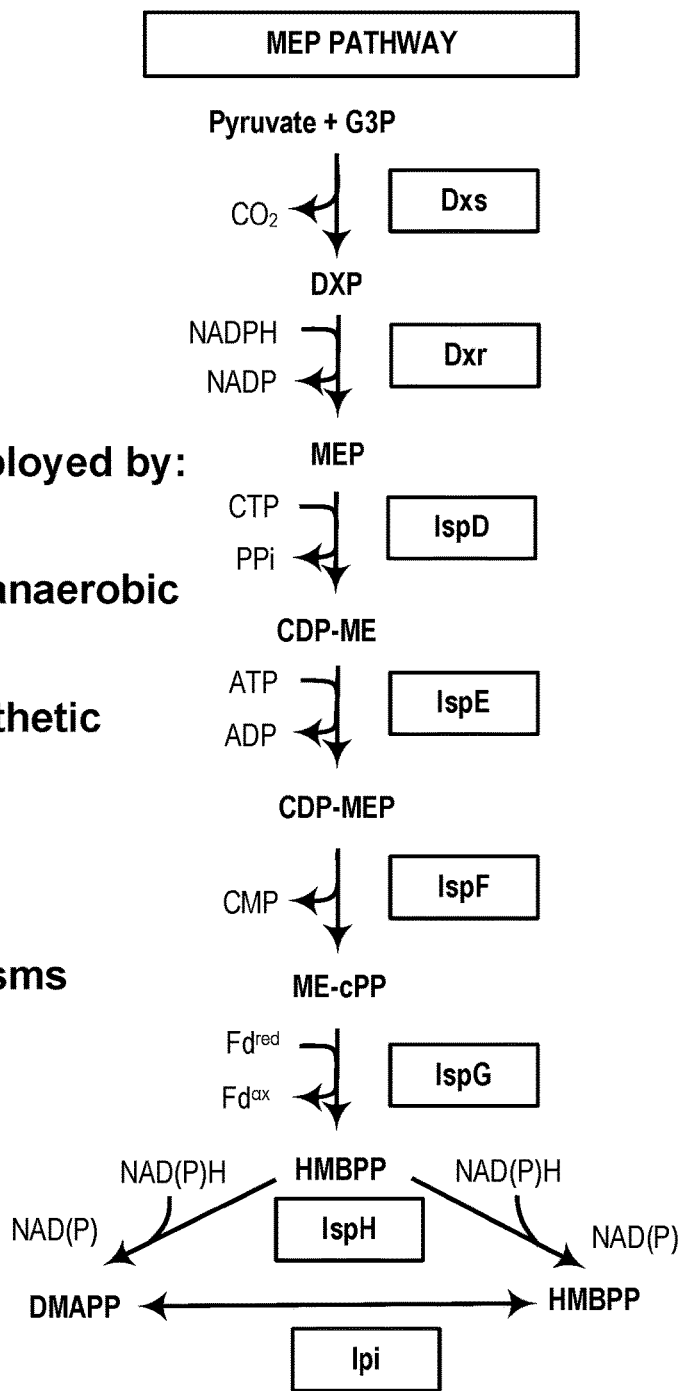 MEP PATHWAY
Pyruvate + G3P
CO₂
Dxs
DXP
NADPH
Dxr
NADP
MEP
ployed by:
CTP
IspD
PPi
anaerobic
CDP-ME
ATP
IspE
thetic
ADP
CDP-MEP
IspF
CMP
sms
ME-cPP
Fdʳᵉᵈ
IspG
Fdᵅˣ
NAD(P)H
HMBPP
NAD(P)H
IspH
NAD(P)
NAD(P)
DMAPP
HMBPP
Ipi